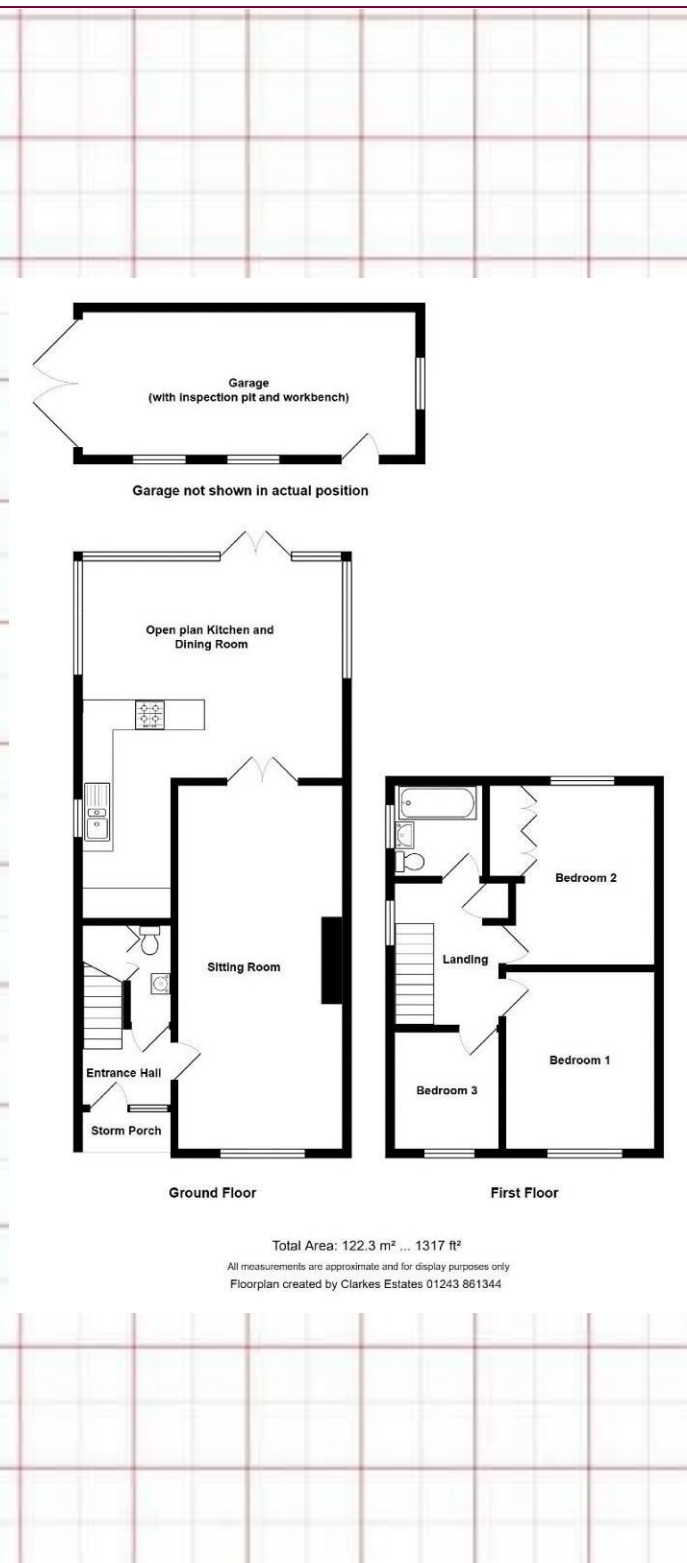 Garage
(with inspection pit and workbench)
Garage not shown in actual position
Open plan Kitchen and
Dining Room
Sitting Room
Entrance Hall
Storm Porch
Bedroom 2
Landing
Bedroom 1
Bedroom 3
Ground Floor
First Floor
Total Area: 122.3 m² ... 1317 ft²
All measurements are approximate and for display purposes only
Floorplan created by Clarkes Estates 01243 861344